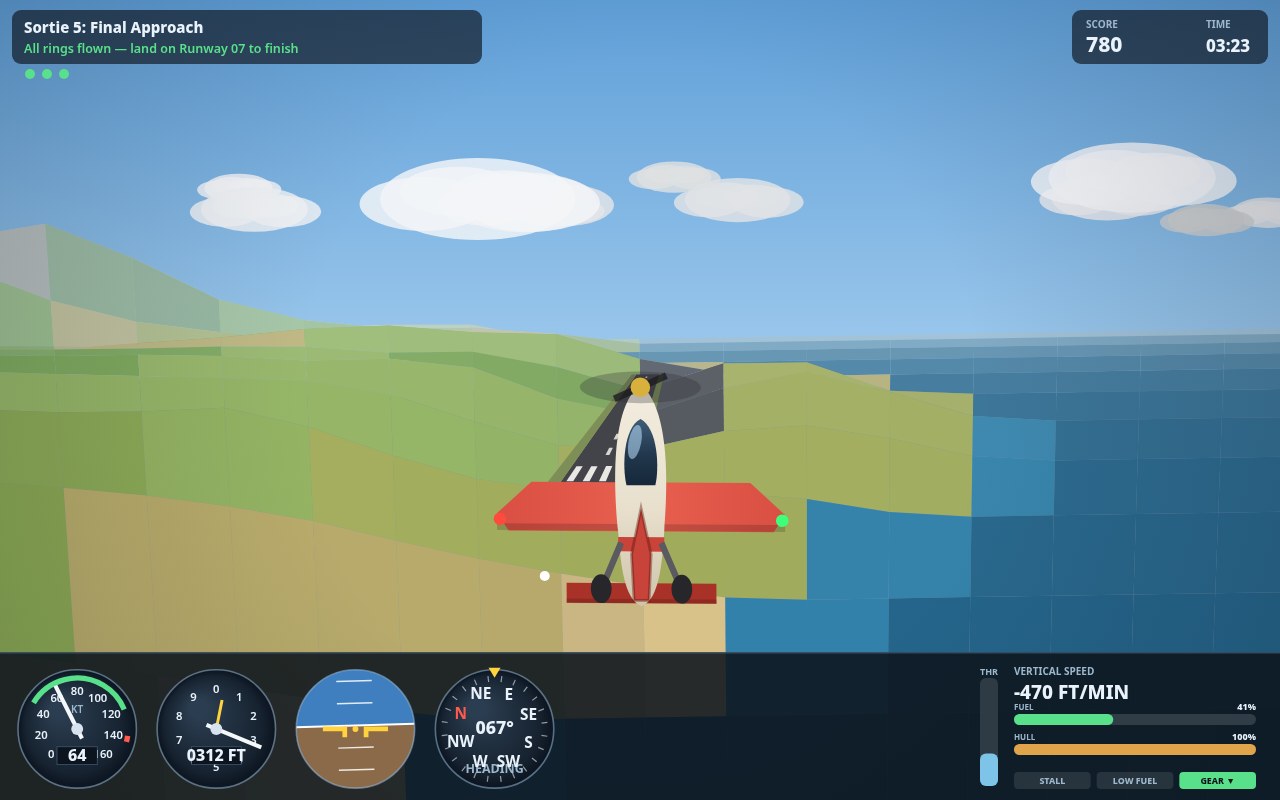 Sortie 5: Final Approach
All rings flown — land on Runway 07 to finish
SCORE
780
TIME
03:23
0 20 40 60 80 100 120 140 160
KT
64
0 1 2 3 5 7 8 9
0312 FT
N NE E SE S SW W NW
067°
HEADING
THR
VERTICAL SPEED
-470 FT/MIN
FUEL 41%
HULL 100%
STALL LOW FUEL GEAR ▼